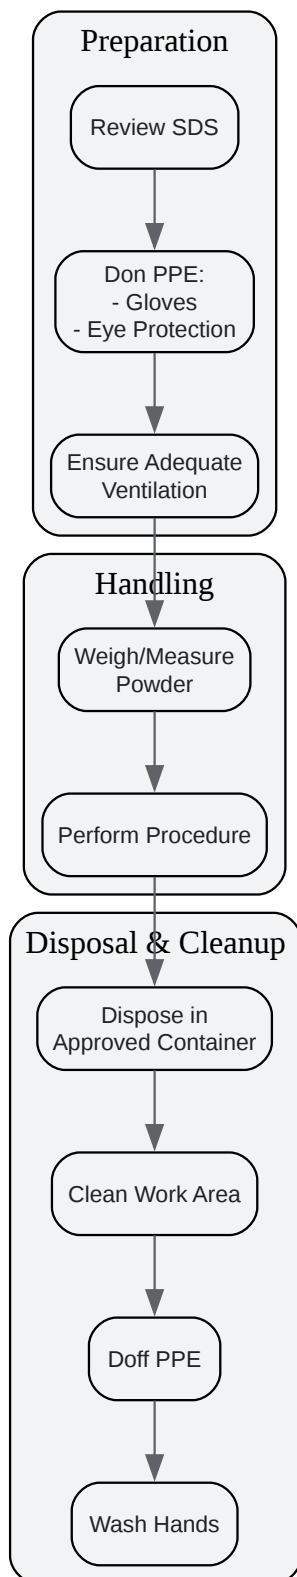 Preparation
Review SDS
Don PPE:
- Gloves
- Eye Protection
Ensure Adequate
Ventilation
Handling
Weigh/Measure
Powder
Perform Procedure
Disposal & Cleanup
Dispose in
Approved Container
Clean Work Area
Doff PPE
Wash Hands